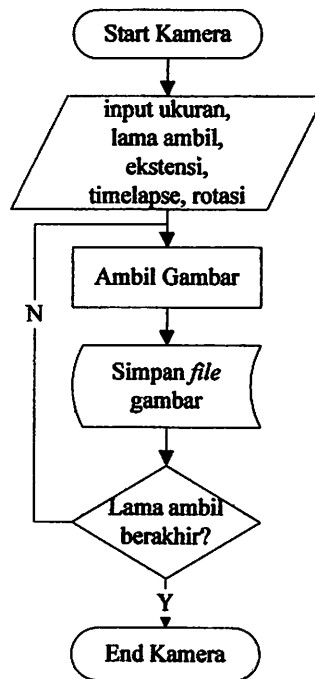 Start Kamera
input ukuran,
lama ambil,
ekstensi,
timelapse, rotasi
Ambil Gambar
N
Simpan file
gambar
Lama ambil
berakhir?
Y
End Kamera